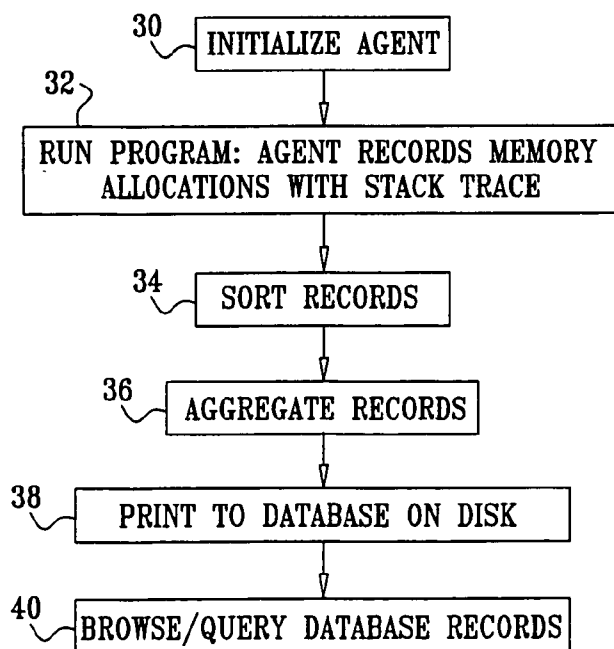 30
INITIALIZE AGENT
32
RUN PROGRAM: AGENT RECORDS MEMORY
ALLOCATIONS WITH STACK TRACE
34
SORT RECORDS
36
AGGREGATE RECORDS
38
PRINT TO DATABASE ON DISK
40
BROWSE/QUERY DATABASE RECORDS